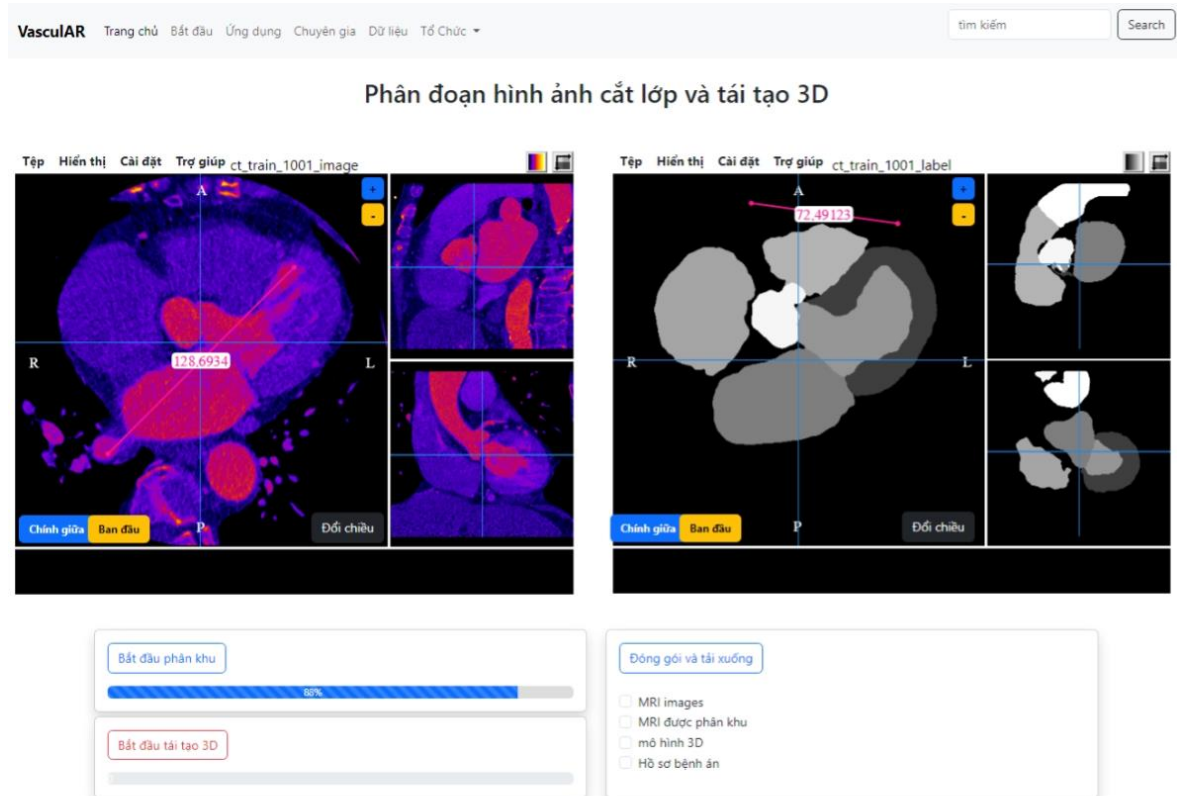 VasculAR Trang chủ Bắt đầu Ứng dụng Chuyên gia Dữ liệu Tổ Chức tìm kiếm Search
Phân đoạn hình ảnh cắt lớp và tái tạo 3D
Tệp Hiển thị Cài đặt Trợ giúp ct_train_1001_image
A
+
-
R
128,6934
L
Chính giữa Ban đầu P Đối chiều
Tệp Hiển thị Cài đặt Trợ giúp ct_train_1001_label
A
+
72,49123
-
R
L
Chính giữa Ban đầu P Đối chiều
Bắt đầu phân khu
88%
Bắt đầu tái tạo 3D
Đóng gói và tải xuống
MRI images
MRI được phân khu
mô hình 3D
Hồ sơ bệnh án